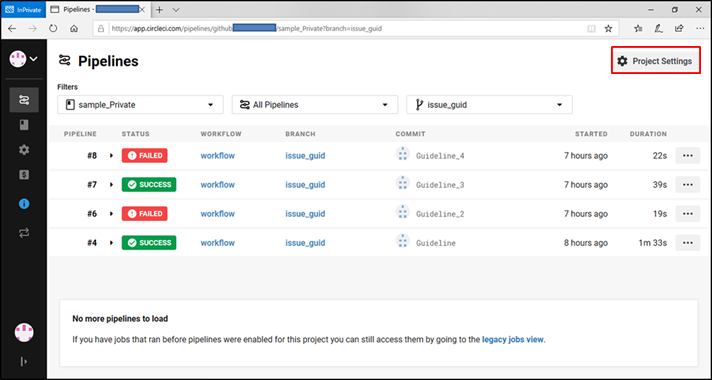 InPrivate
Pipelines -
https://app.circleci.com/pipelines/github/
/sample_Private?branch=issue_guid
Pipelines
Project Settings
Filters
sample_Private
All Pipelines
issue_guid
PIPELINE STATUS WORKFLOW BRANCH COMMIT STARTED DURATION
#8 FAILED workflow issue_guid Guideline_4 7 hours ago 22s
#7 SUCCESS workflow issue_guid Guideline_3 7 hours ago 39s
#6 FAILED workflow issue_guid Guideline_2 7 hours ago 19s
#4 SUCCESS workflow issue_guid Guideline 8 hours ago 1m 33s
No more pipelines to load
If you have jobs that ran before pipelines were enabled for this project you can still access them by going to the legacy jobs view.